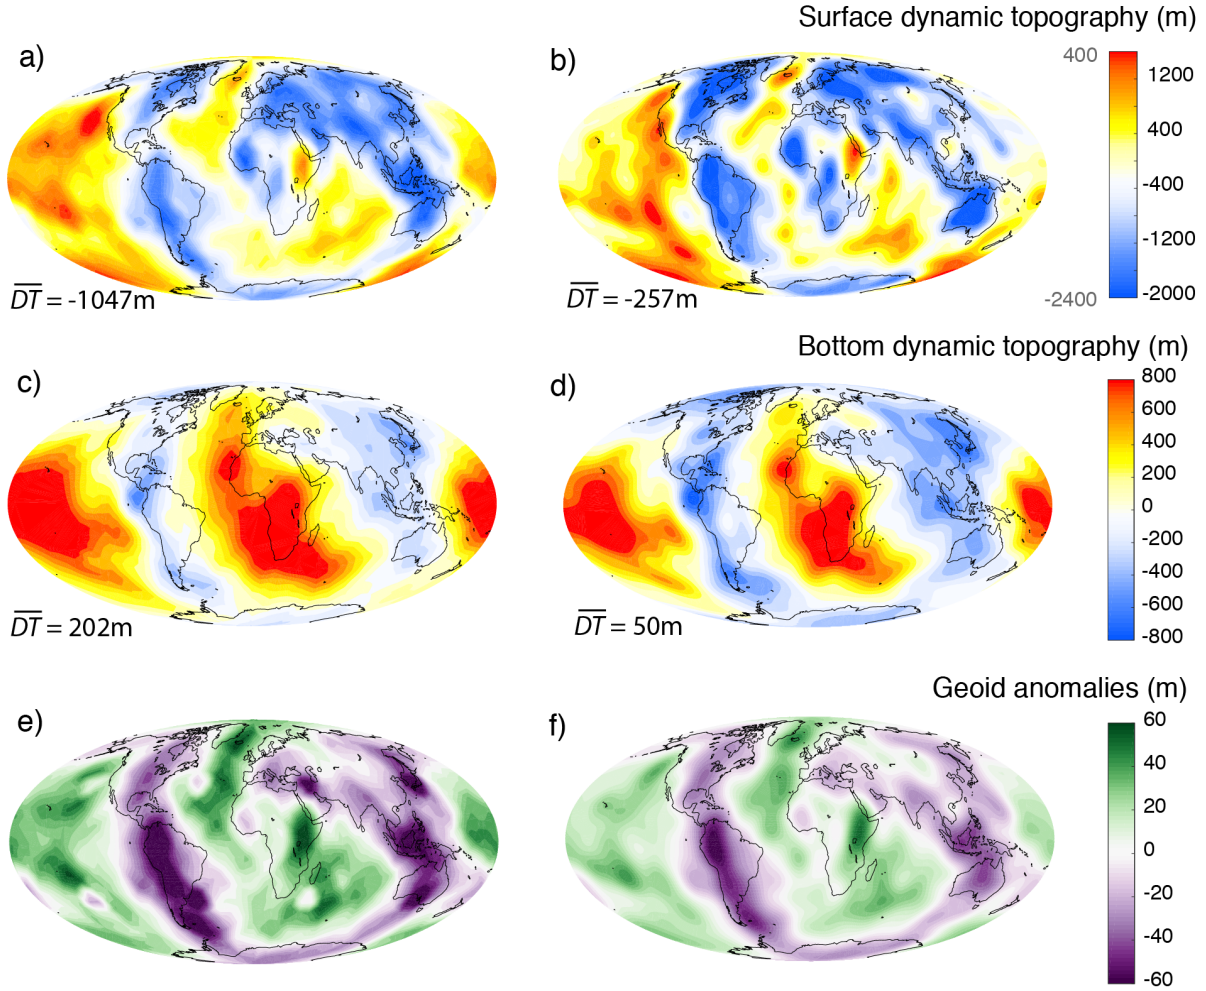 Surface dynamic topography (m)
a)
b)
400
1200
400
-400
-1200
-2000
-2400
DT = -1047m
DT = -257m
Bottom dynamic topography (m)
c)
d)
800
600
400
200
0
-200
-400
-600
-800
DT = 202m
DT = 50m
Geoid anomalies (m)
e)
f)
60
40
20
0
-20
-40
-60